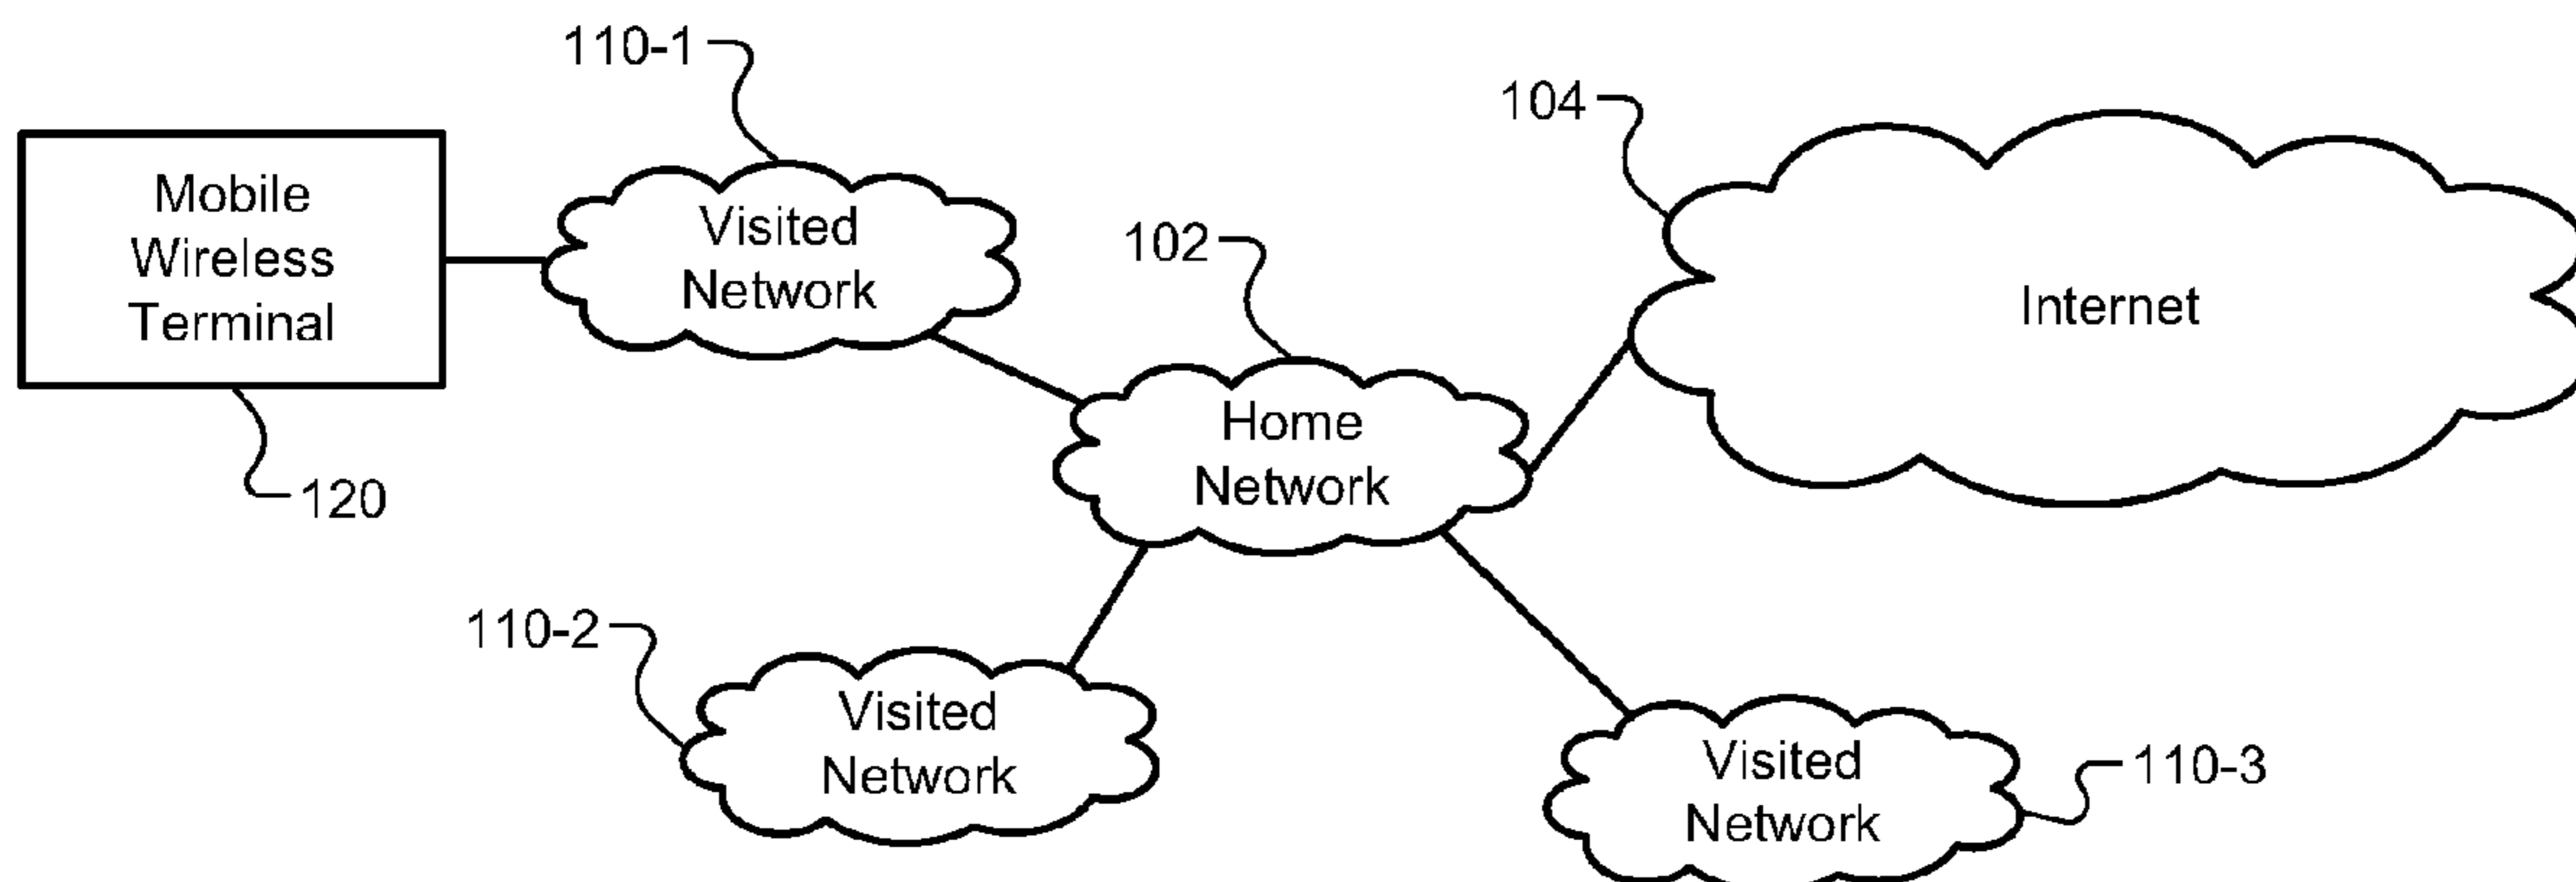 110-1
Mobile
Wireless
Terminal
120
Visited
Network
104
Internet
102
Home
Network
110-2
Visited
Network
Visited
Network
110-3